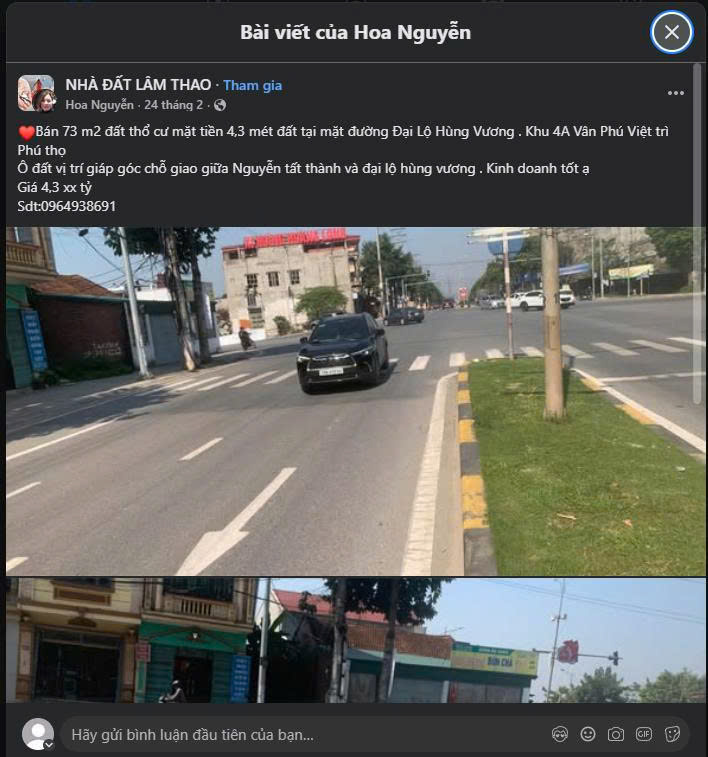 Bài viết của Hoa Nguyễn
NHÀ ĐẤT LÂM THAO · Tham gia
Hoa Nguyễn · 24 tháng 2 ·
❤️Bán 73 m2 đất thổ cư mặt tiền 4,3 mét đất tại mặt đường Đại Lộ Hùng Vương . Khu 4A Vân Phú Việt trì
Phú thọ
Ô đất vị trí giáp góc chỗ giao giữa Nguyễn tất thành và đại lộ hùng vương . Kinh doanh tốt ạ
Giá 4,3 xx tỷ
Sdt:0964938691
BÚN CHẢ
Hãy gửi bình luận đầu tiên của bạn...
GIF